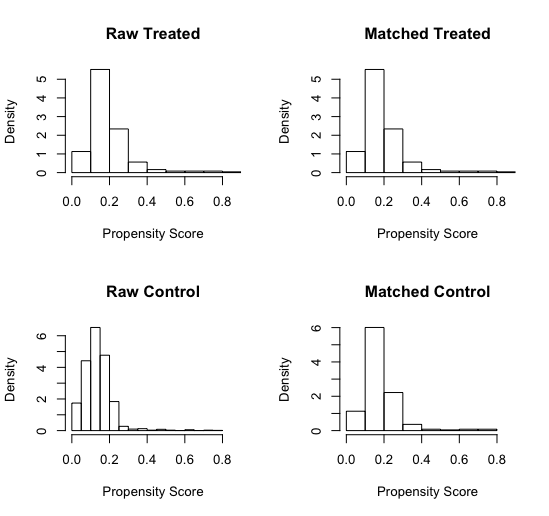 Raw Treated
Density
0 1 2 3 4 5
0.0 0.2 0.4 0.6 0.8
Propensity Score
Matched Treated
Density
0 1 2 3 4 5
0.0 0.2 0.4 0.6 0.8
Propensity Score
Raw Control
Density
0 2 4 6
0.0 0.2 0.4 0.6 0.8
Propensity Score
Matched Control
Density
0 2 4 6
0.0 0.2 0.4 0.6 0.8
Propensity Score